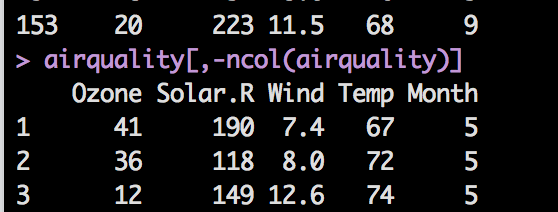 153 20 223 11.5 68 9
> airquality[,-ncol(airquality)]
Ozone Solar.R Wind Temp Month
1 41 190 7.4 67 5
2 36 118 8.0 72 5
3 12 149 12.6 74 5